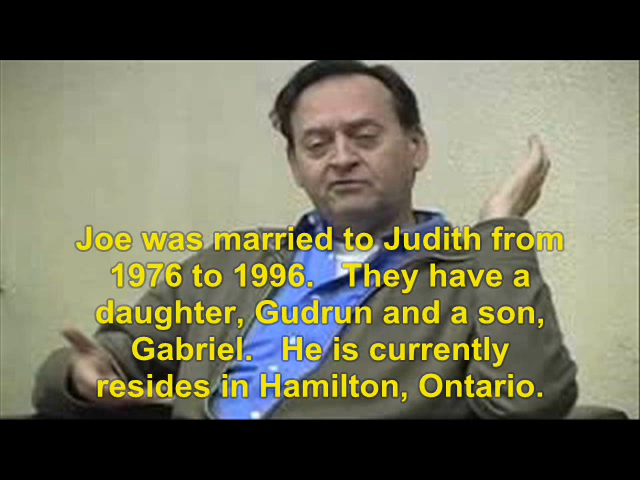 Joe was married to Judith from
1976 to 1996.   They have a
daughter, Gudrun and a son,
Gabriel.   He is currently
resides in Hamilton, Ontario.